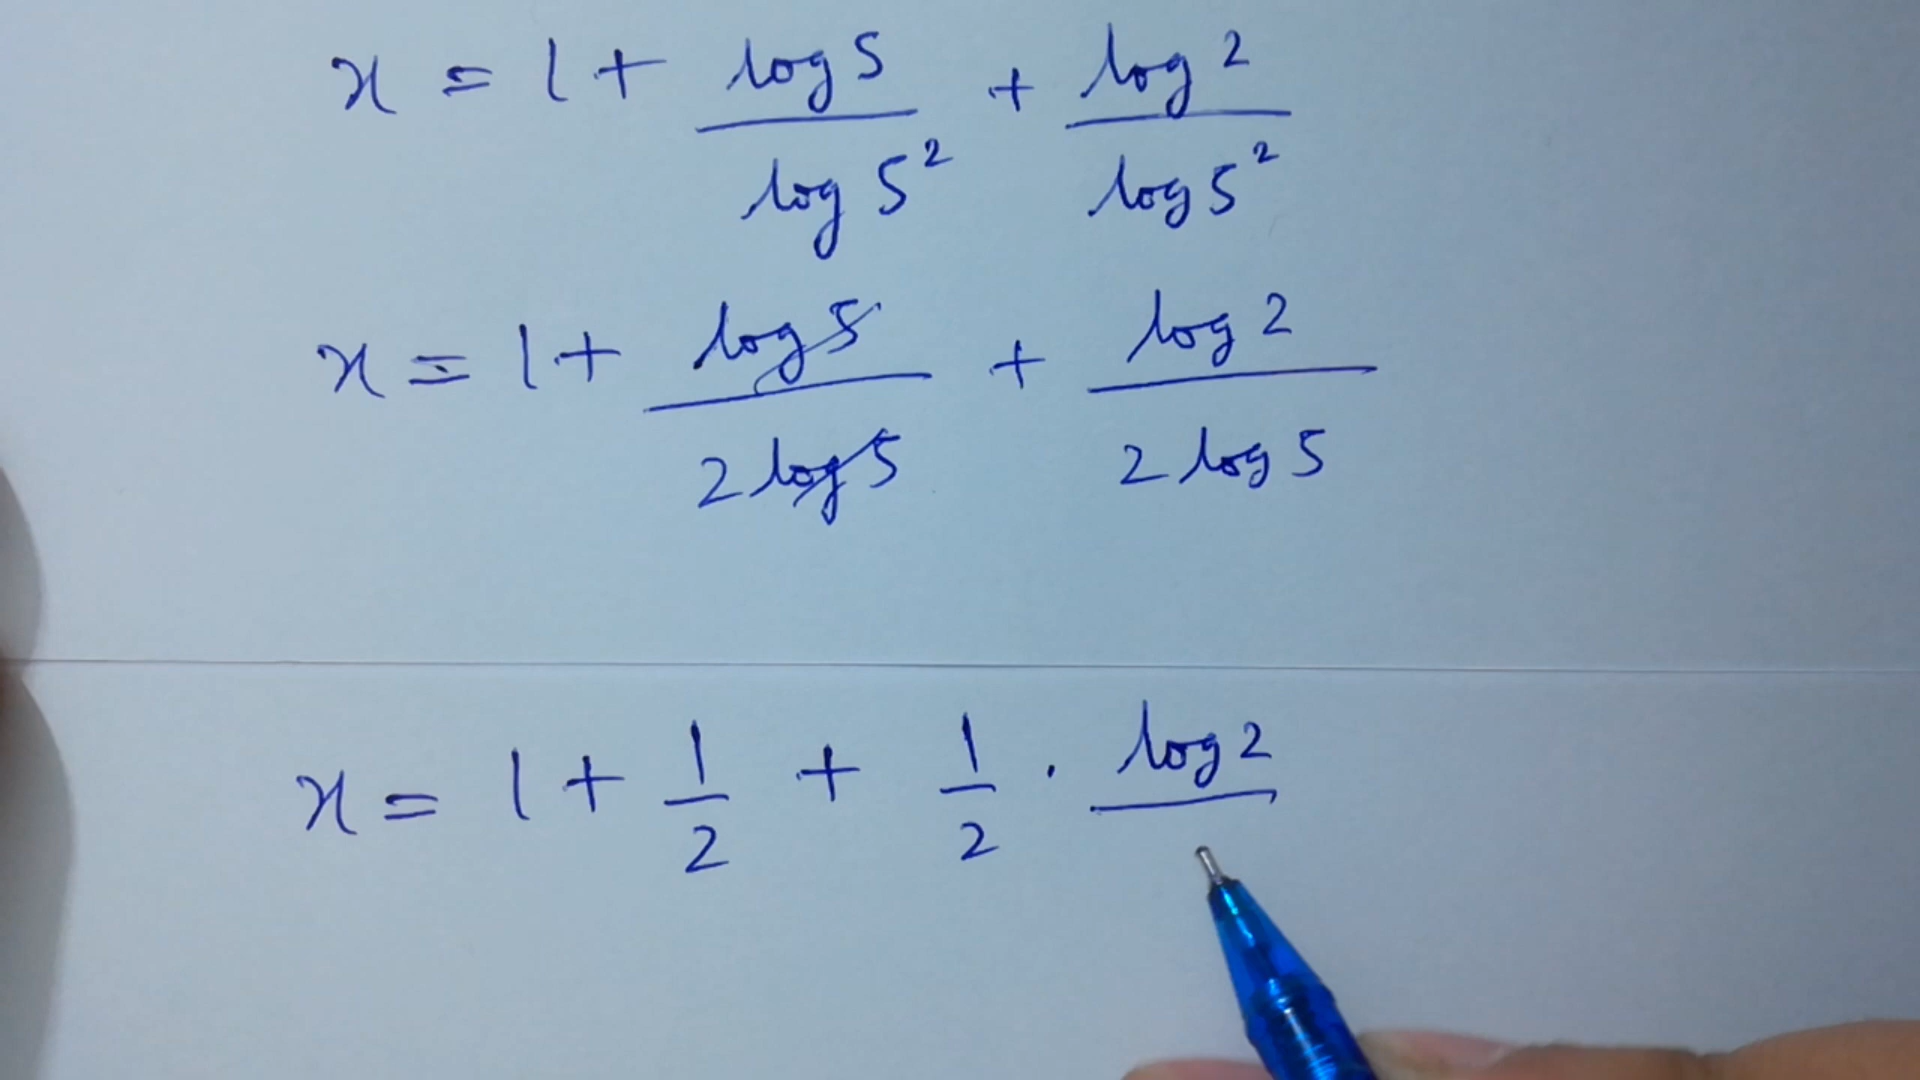 x = 1 + log 5 / log 5² + log 2 / log 5²
x = 1 + log 5 / 2 log 5 + log 2 / 2 log 5
x = 1 + 1/2 + 1/2 · log 2 /